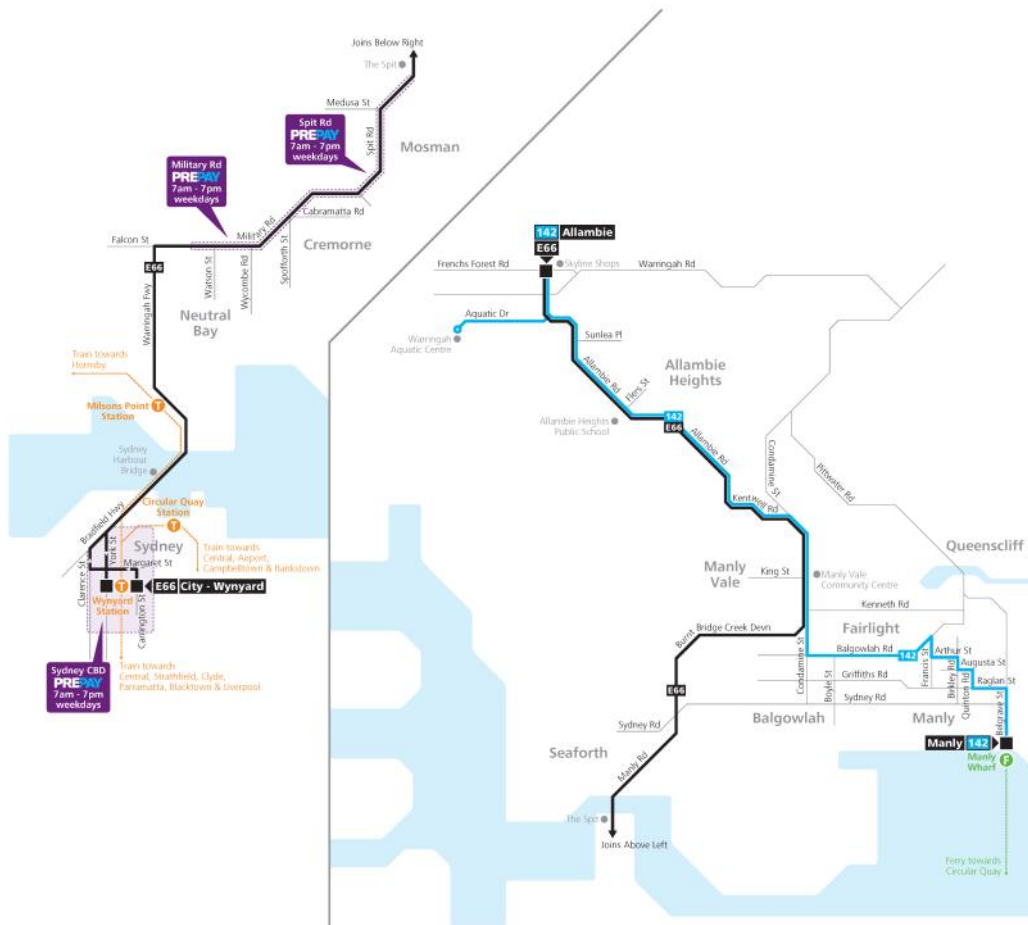 Joins Below Right
The Spit
Medusa St
Spit Rd
PREPAY
7am - 7pm
weekdays
Spit Rd
Mosman
Military Rd
PREPAY
7am - 7pm
weekdays
Military Rd
Cabramatta Rd
Cremorne
Falcon St
E66
Watson St
Wycombe Rd
Spofforth St
Warringah Fwy
Neutral
Bay
Train towards
Hornby
Milsons Point
Station
Sydney
Harbour
Bridge
Circular Quay
Station
Bradfield Hwy
York St
Sydney
Margaret St
Train towards
Central, Airport,
Campbelltown & Bankstown
Clarence St
E66 City - Wynyard
Wynyard
Station
Carrington St
Sydney CBD
PREPAY
7am - 7pm
weekdays
Train towards
Central, Strathfield, Clyde,
Parramatta, Blacktown & Liverpool
142 Allambie
E66
Frenchs Forest Rd
Skyline Shops
Warringah Rd
Aquatic Dr
Warringah
Aquatic Centre
Sunlea Pl
Allambie Rd
Flers St
Allambie
Heights
Allambie Heights
Public School
142
E66
Allambie Rd
Condamine St
Pittwater Rd
Kentwell Rd
Queenscliff
Manly
Vale
King St
Manly Vale
Community Centre
Kenneth Rd
Burnt Bridge Creek Devn
Fairlight
Balgowlah Rd
142
Francis St
Arthur St
Augusta St
Griffiths Rd
Birkley Rd
Quinton Rd
Raglan St
Condamine St
Boyle St
Sydney Rd
Belgrave St
E66
Sydney Rd
Balgowlah
Manly
Seaforth
Manly 142
Manly
Wharf
F
Manly Rd
The Spit
Joins Above Left
Ferry towards
Circular Quay
T
T
T